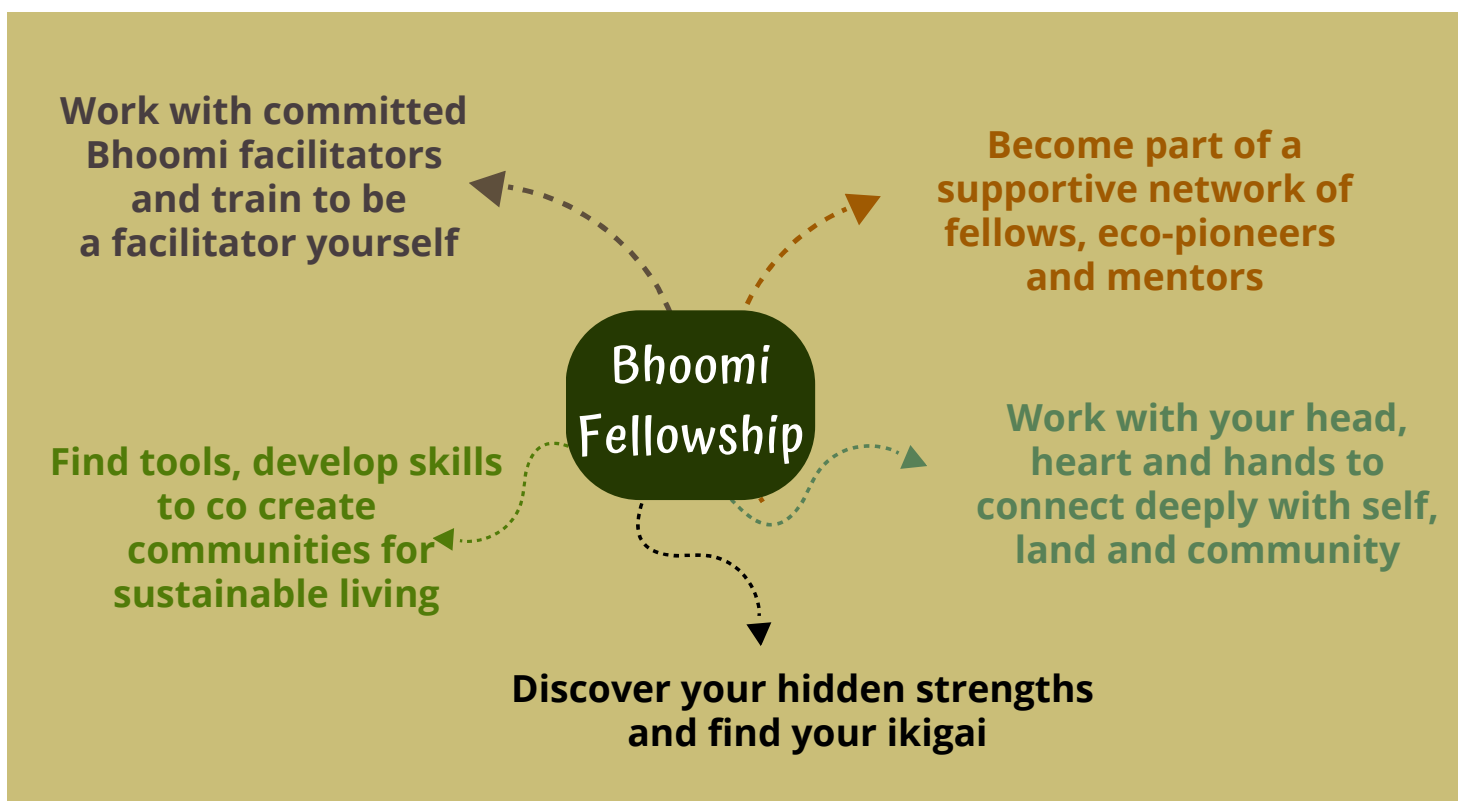 Work with committed
Bhoomi facilitators
and train to be
a facilitator yourself
Become part of a
supportive network of
fellows, eco-pioneers
and mentors
Bhoomi
Fellowship
Find tools, develop skills
to co create
communities for
sustainable living
Work with your head,
heart and hands to
connect deeply with self,
land and community
Discover your hidden strengths
and find your ikigai